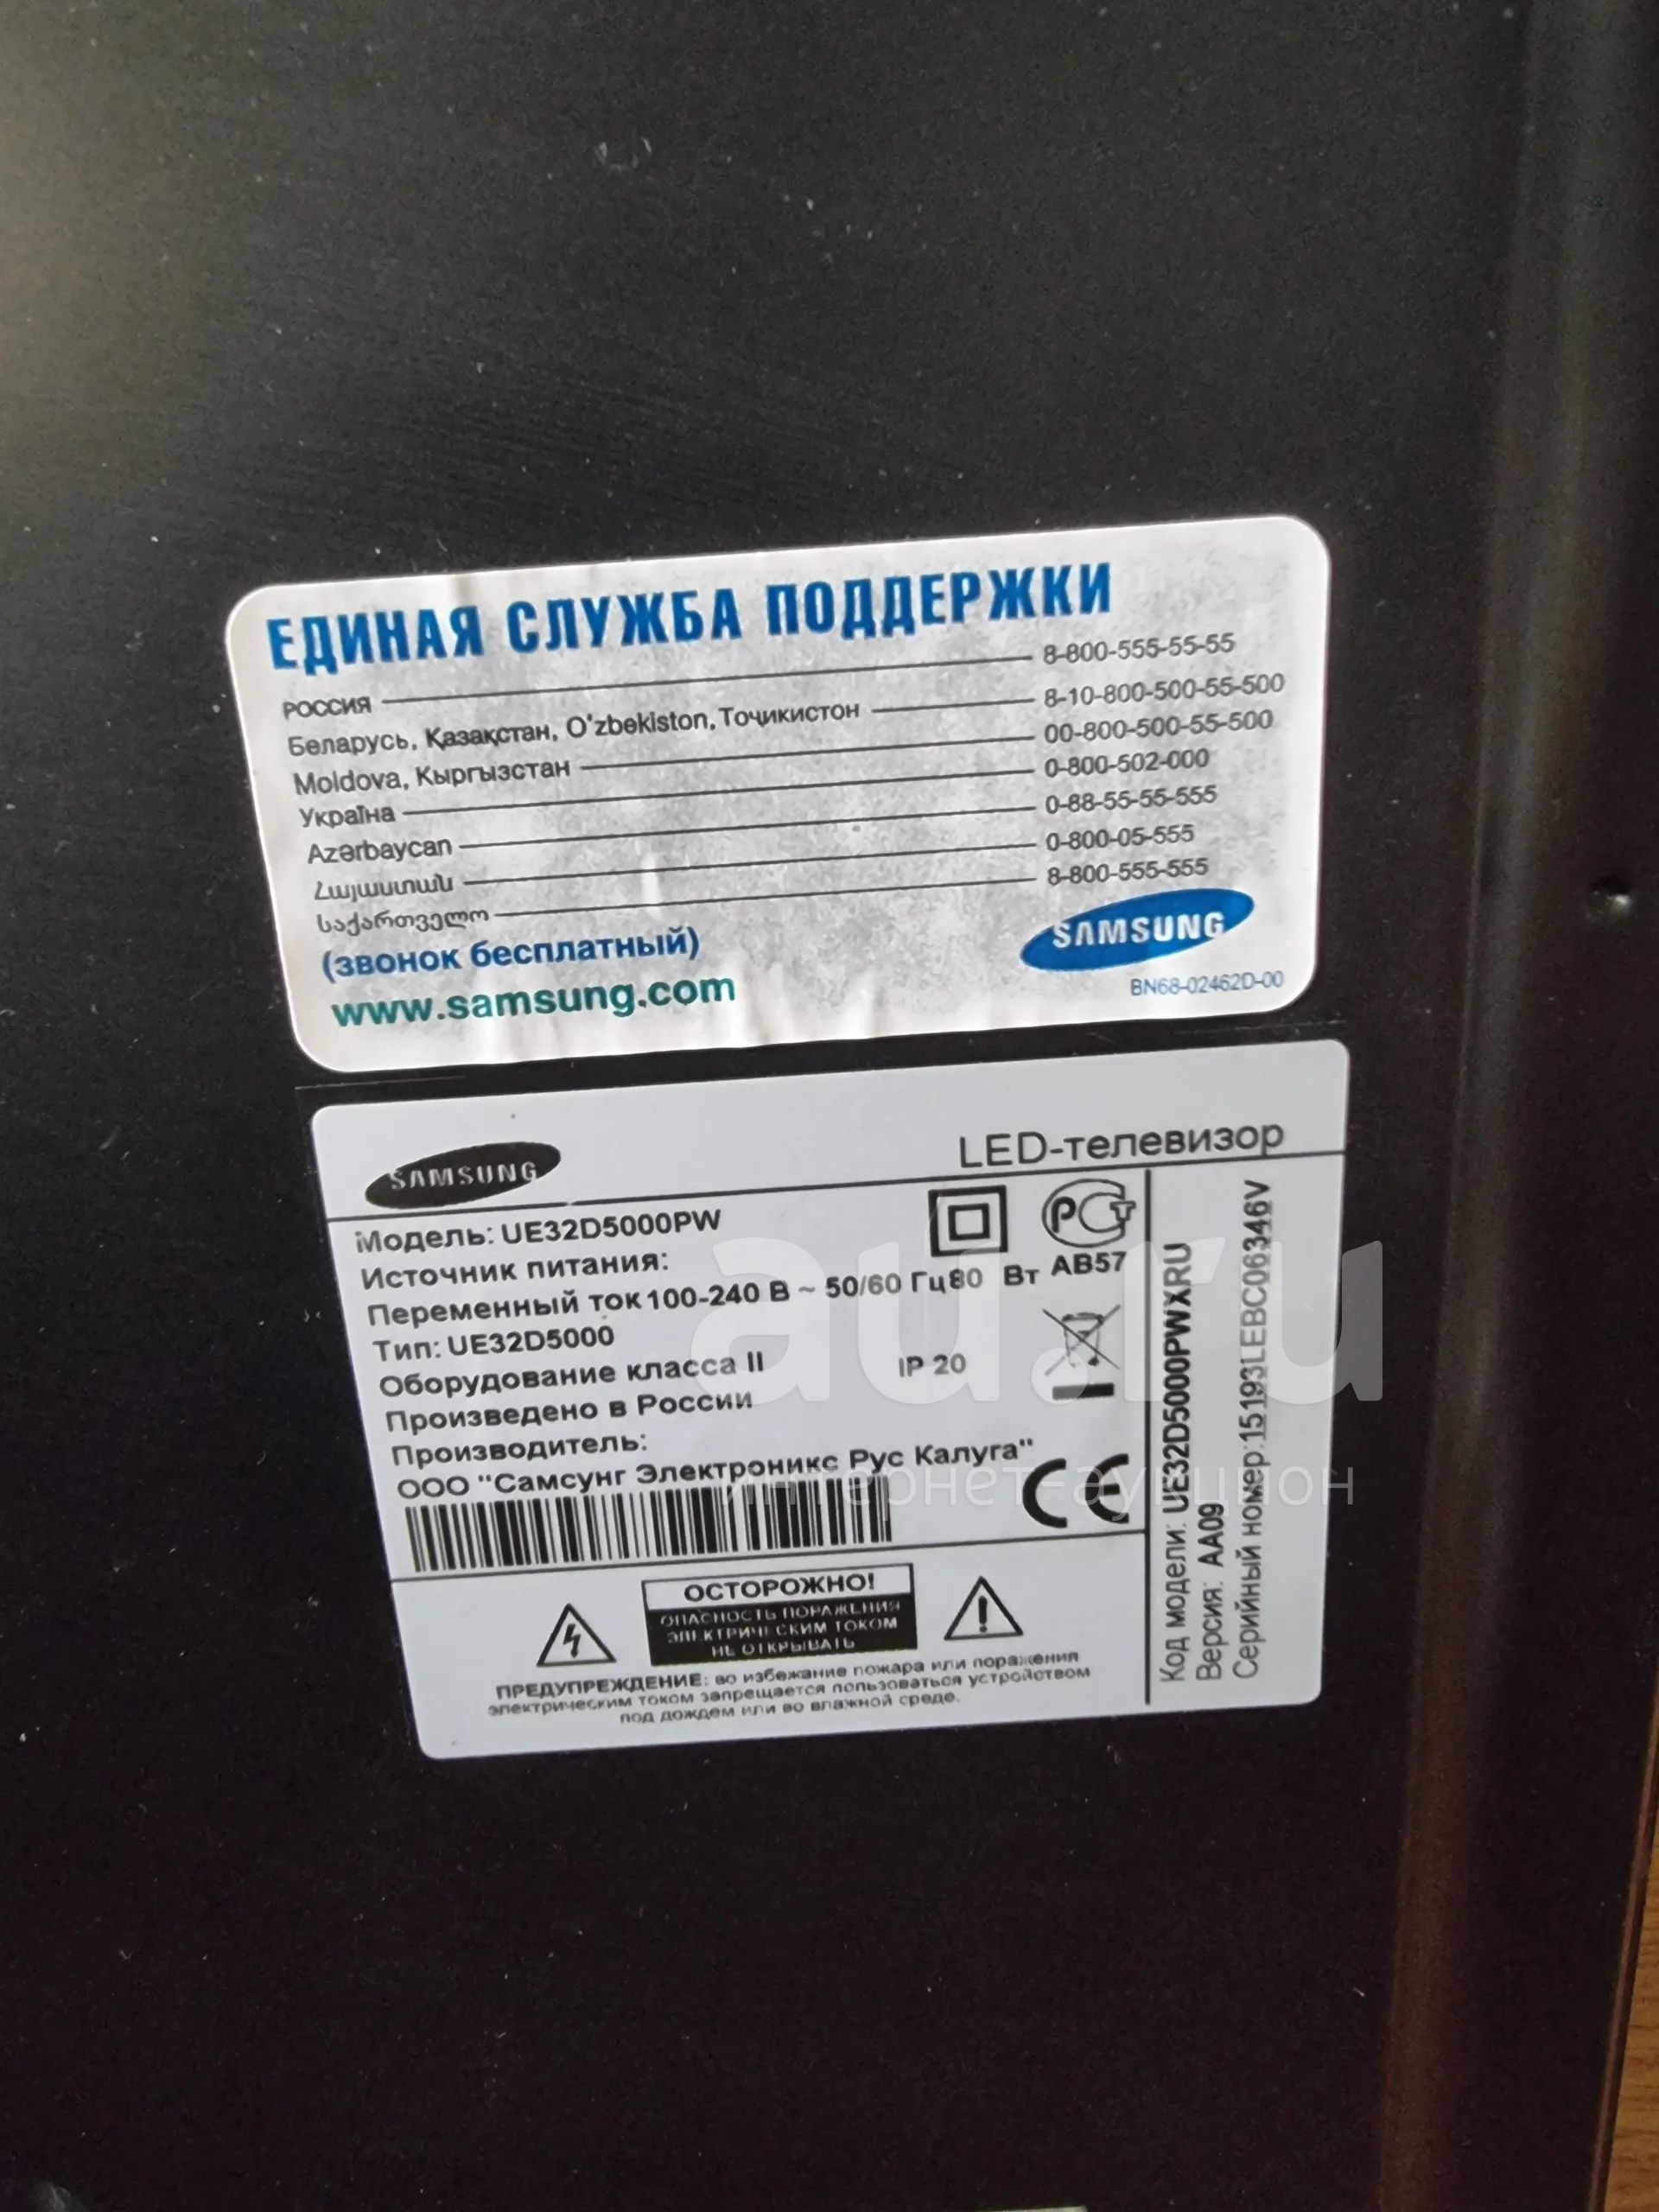 ЕДИНАЯ СЛУЖБА ПОДДЕРЖКИ
РОССИЯ 8-800-555-55-55
Беларусь, Қазақстан, O'zbekiston, Тоҷикистон 8-10-800-500-55-500
Moldova, Кыргызстан 00-800-500-55-500
Україна 0-800-502-000
Azərbaycan 0-88-55-55-555
Հայաստան 0-800-05-555
საქართველო 8-800-555-555
(звонок бесплатный)
www.samsung.com
SAMSUNG
BN68-02462D-00
SAMSUNG
LED-телевизор
Модель: UE32D5000PW
Источник питания:
Переменный ток 100-240 В ~ 50/60 Гц 80 Вт
АВ57
Тип: UE32D5000
Оборудование класса II IP 20
Произведено в России
Производитель:
ООО "Самсунг Электроникс Рус Калуга"
CE
ОСТОРОЖНО!
ОПАСНОСТЬ ПОРАЖЕНИЯ
ЭЛЕКТРИЧЕСКИМ ТОКОМ
НЕ ОТКРЫВАТЬ
ПРЕДУПРЕЖДЕНИЕ: во избежание пожара или поражения
электрическим током запрещается пользоваться устройством
под дождем или во влажной среде.
Код модели: UE32D5000PWXRU
Версия: AA09
Серийный номер:15193LEBC06346V
au.ru
интернет-аукцион